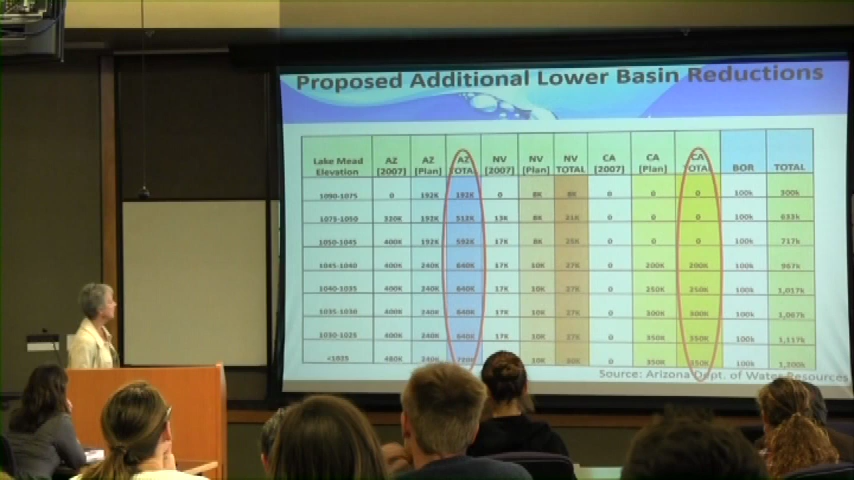 Proposed Additional Lower Basin Reductions
Lake Mead Elevation AZ [2007] AZ [Plan] AZ TOTAL NV [2007] NV [Plan] NV TOTAL CA [2007] CA [Plan] CA TOTAL BOR TOTAL
1090-1075 0 192K 192K 0 8K 8K 0 0 0 100k 300k
1075-1050 320K 192K 512K 13K 8K 21K 0 0 0 100k 633k
1050-1045 400K 192K 592K 17K 8K 25K 0 0 0 100k 717k
1045-1040 400K 240K 640K 17K 10K 27K 0 200K 200K 100k 967k
1040-1035 400K 240K 640K 17K 10K 27K 0 250K 250K 100k 1,017k
1035-1030 400K 240K 640K 17K 10K 27K 0 300K 300K 100k 1,067k
1030-1025 400K 240K 640K 17K 10K 27K 0 350K 350K 100k 1,117k
<1025 480K 240K 720K 10K 0 350K 350K 100k 1,200k
Source: Arizona Dept. of Water Resources